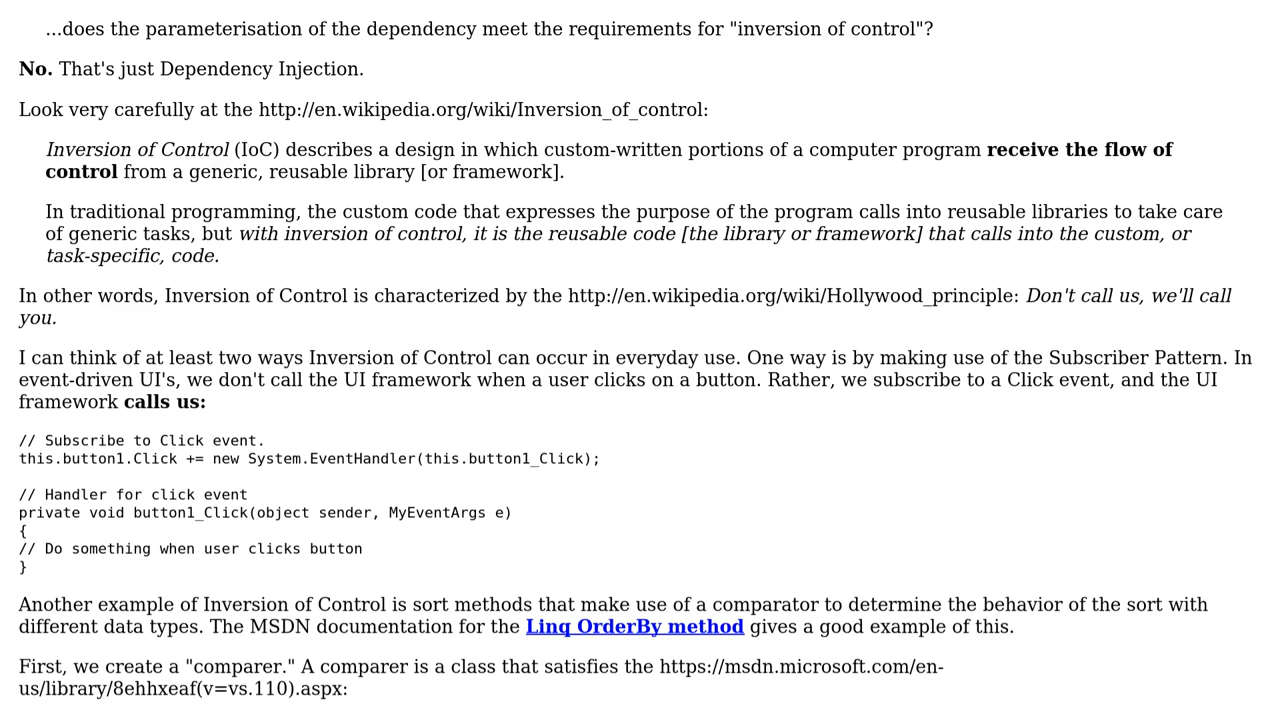 ...does the parameterisation of the dependency meet the requirements for "inversion of control"?
No. That's just Dependency Injection.
Look very carefully at the http://en.wikipedia.org/wiki/Inversion_of_control:
Inversion of Control (IoC) describes a design in which custom-written portions of a computer program receive the flow of
control from a generic, reusable library [or framework].
In traditional programming, the custom code that expresses the purpose of the program calls into reusable libraries to take care
of generic tasks, but with inversion of control, it is the reusable code [the library or framework] that calls into the custom, or
task-specific, code.
In other words, Inversion of Control is characterized by the http://en.wikipedia.org/wiki/Hollywood_principle: Don't call us, we'll call
you.
I can think of at least two ways Inversion of Control can occur in everyday use. One way is by making use of the Subscriber Pattern. In
event-driven UI's, we don't call the UI framework when a user clicks on a button. Rather, we subscribe to a Click event, and the UI
framework calls us:
// Subscribe to Click event.
this.button1.Click += new System.EventHandler(this.button1_Click);
// Handler for click event
private void button1_Click(object sender, MyEventArgs e)
{
// Do something when user clicks button
}
Another example of Inversion of Control is sort methods that make use of a comparator to determine the behavior of the sort with
different data types. The MSDN documentation for the Linq OrderBy method gives a good example of this.
First, we create a "comparer." A comparer is a class that satisfies the https://msdn.microsoft.com/en-
us/library/8ehhxeaf(v=vs.110).aspx: